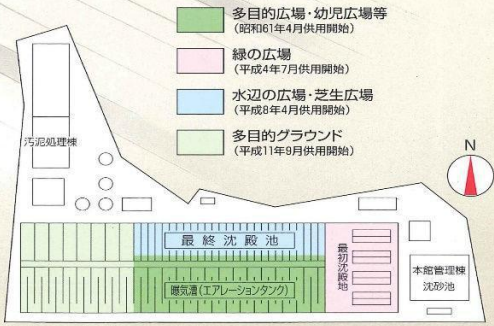 多目的広場・幼児広場等
(昭和61年4月供用開始)
緑の広場
(平成4年7月供用開始)
水辺の広場・芝生広場
(平成8年4月供用開始)
多目的グラウンド
(平成11年9月供用開始)
N
汚泥処理棟
最終沈殿池
曝気澶(エアレーションタンク)
最初沈殿地
本館管理棟
沈砂池